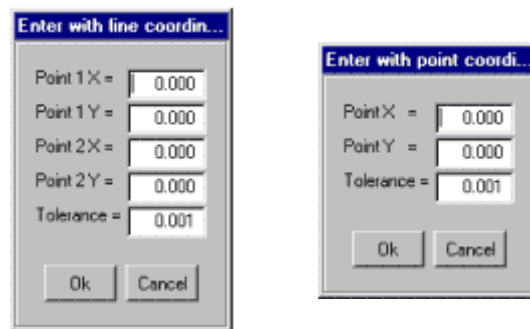 Enter with line coordin...
Point 1 X = 0.000
Point 1 Y = 0.000
Point 2 X = 0.000
Point 2 Y = 0.000
Tolerance = 0.001
Ok Cancel
Enter with point coordi...
Point X = 0.000
Point Y = 0.000
Tolerance = 0.001
Ok Cancel